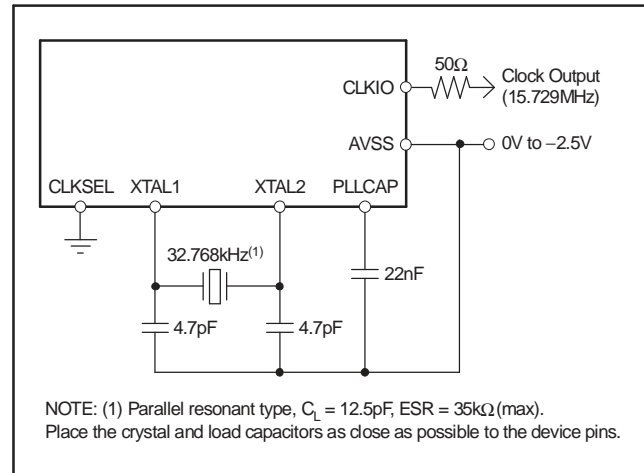 50Ω
CLKIO
Clock Output
(15.729MHz)
AVSS
0V to −2.5V
CLKSEL XTAL1 XTAL2 PLLCAP
32.768kHz(1)
22nF
4.7pF 4.7pF
NOTE: (1) Parallel resonant type, CL = 12.5pF, ESR = 35kΩ (max).
Place the crystal and load capacitors as close as possible to the device pins.